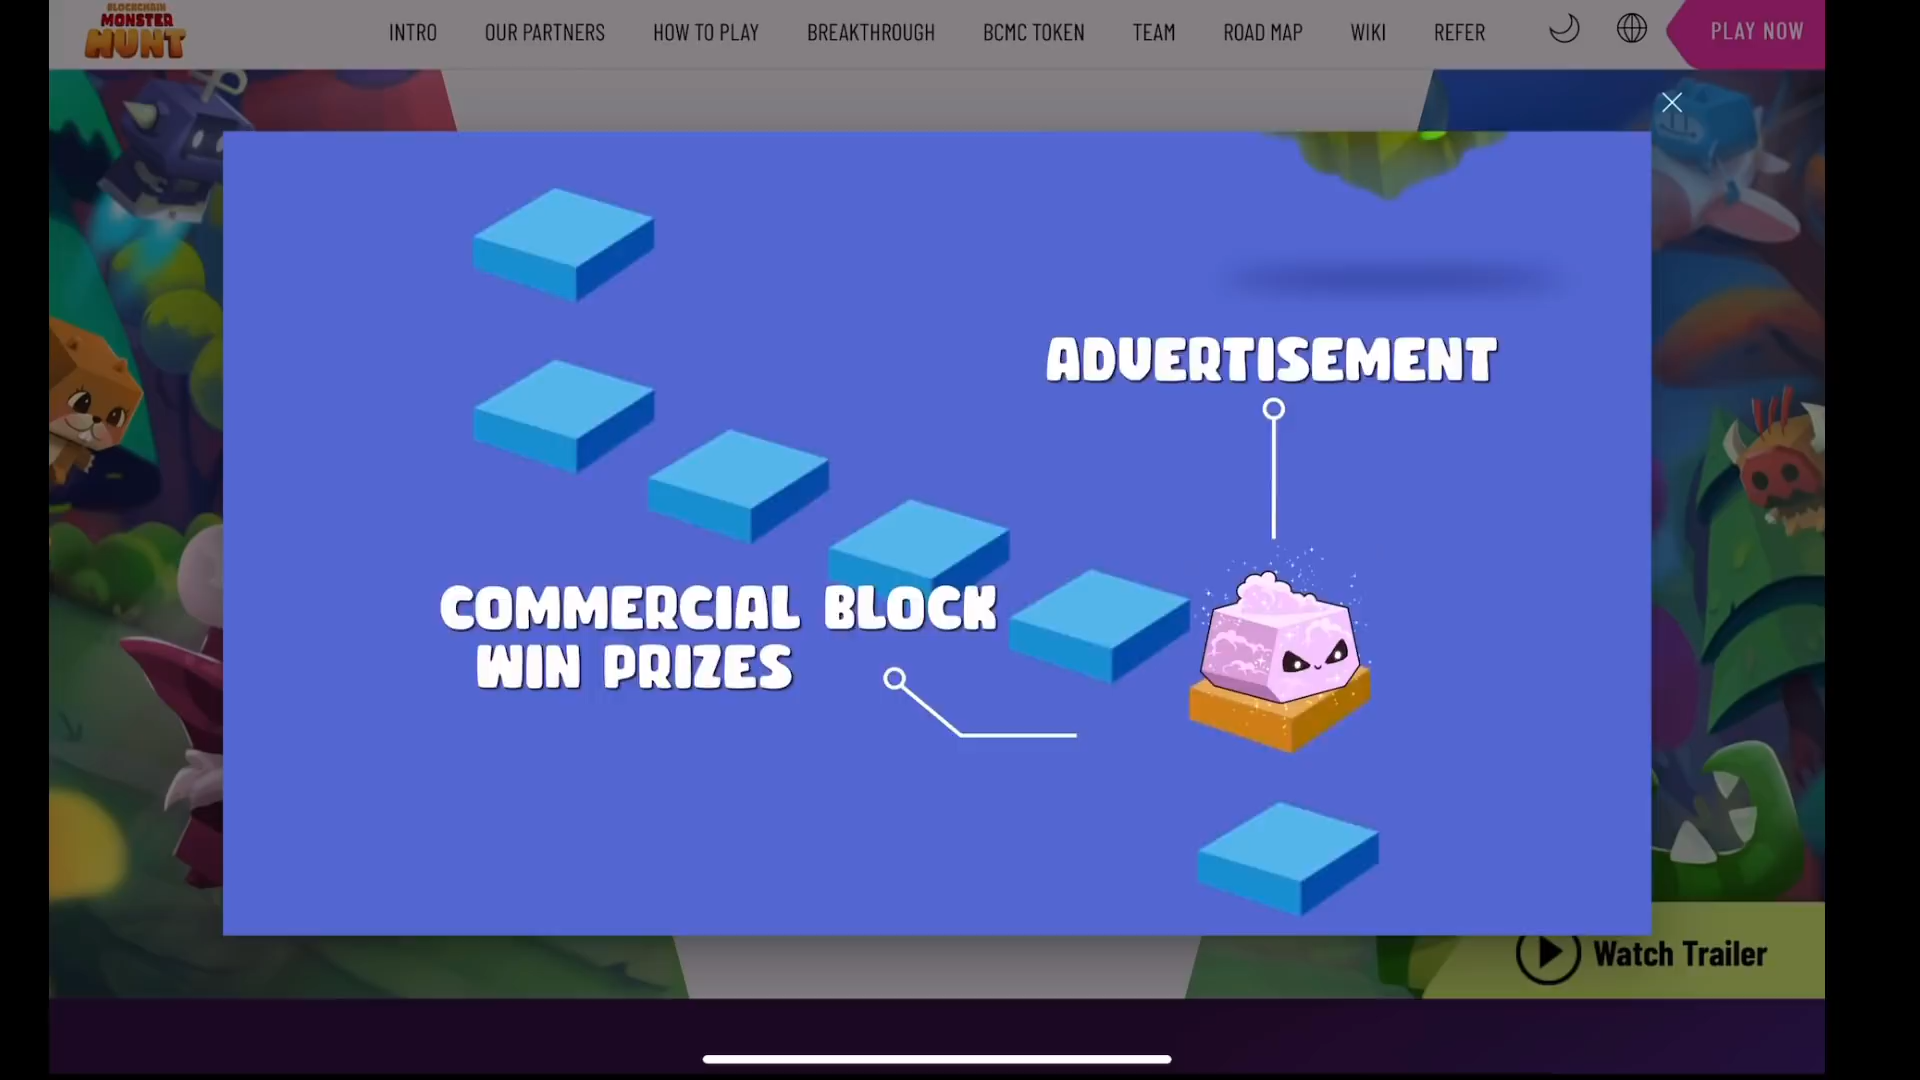 BLOCKCHAIN
MONSTER
HUNT
INTRO
OUR PARTNERS
HOW TO PLAY
BREAKTHROUGH
BCMC TOKEN
TEAM
ROAD MAP
WIKI
REFER
PLAY NOW
ADVERTISEMENT
COMMERCIAL BLOCK
WIN PRIZES
Watch Trailer